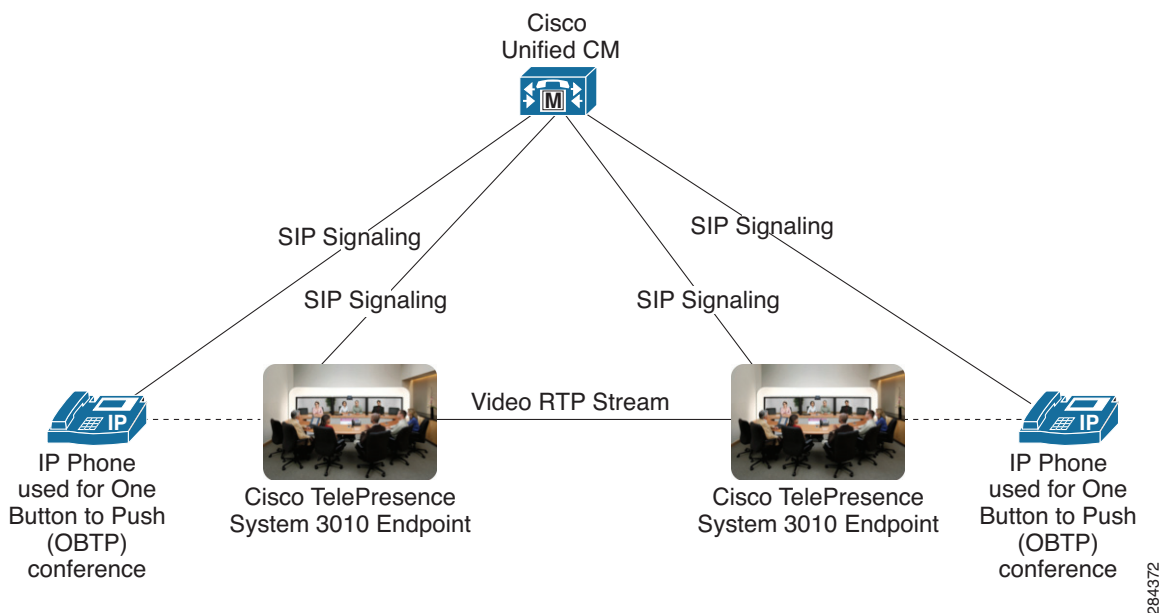 Cisco
Unified CM
M
SIP Signaling
SIP Signaling
SIP Signaling
SIP Signaling
Video RTP Stream
IP
IP
IP Phone
used for One
Button to Push
(OBTP)
conference
Cisco TelePresence
System 3010 Endpoint
Cisco TelePresence
System 3010 Endpoint
IP Phone
used for One
Button to Push
(OBTP)
conference
284372